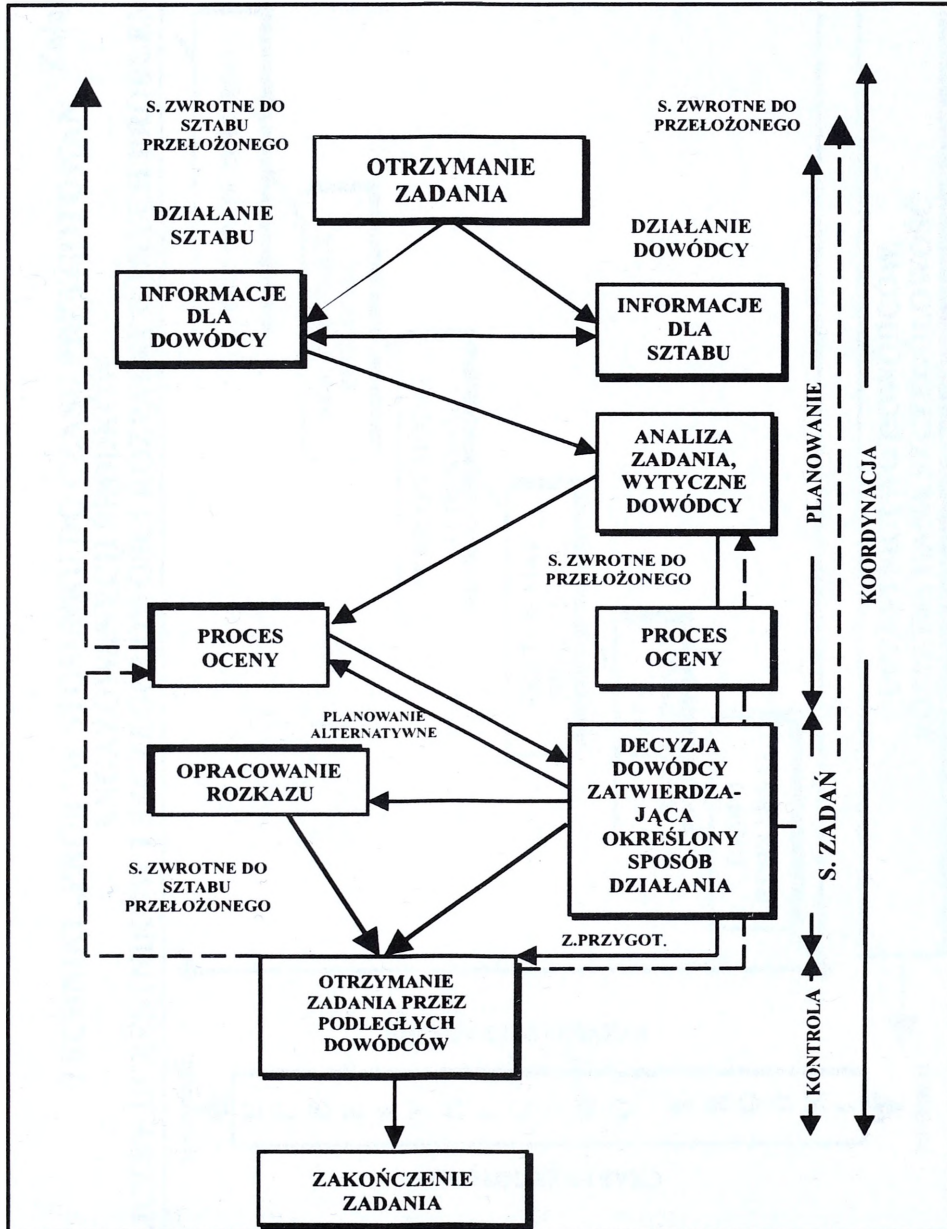 S. ZWROTNE DO
SZTABU
PRZEŁOŻONEGO
S. ZWROTNE DO
PRZEŁOŻONEGO
OTRZYMANIE
ZADANIA
DZIAŁANIE
SZTABU
DZIAŁANIE
DOWÓDCY
INFORMACJE
DLA
DOWÓDCY
INFORMACJE
DLA
SZTABU
ANALIZA
ZADANIA,
WYTYCZNE
DOWÓDCY
PLANOWANIE
KOORDYNACJA
S. ZWROTNE DO
PRZEŁOŻONEGO
PROCES
OCENY
PROCES
OCENY
PLANOWANIE
ALTERNATYWNE
OPRACOWANIE
ROZKAZU
DECYZJA
DOWÓDCY
ZATWIERDZA-
JĄCA
OKREŚLONY
SPOSÓB
DZIAŁANIA
S. ZADAŃ
S. ZWROTNE DO
SZTABU
PRZEŁOŻONEGO
Z.PRZYGOT.
OTRZYMANIE
ZADANIA PRZEZ
PODLEGŁYCH
DOWÓDCÓW
KONTROLA
ZAKOŃCZENIE
ZADANIA